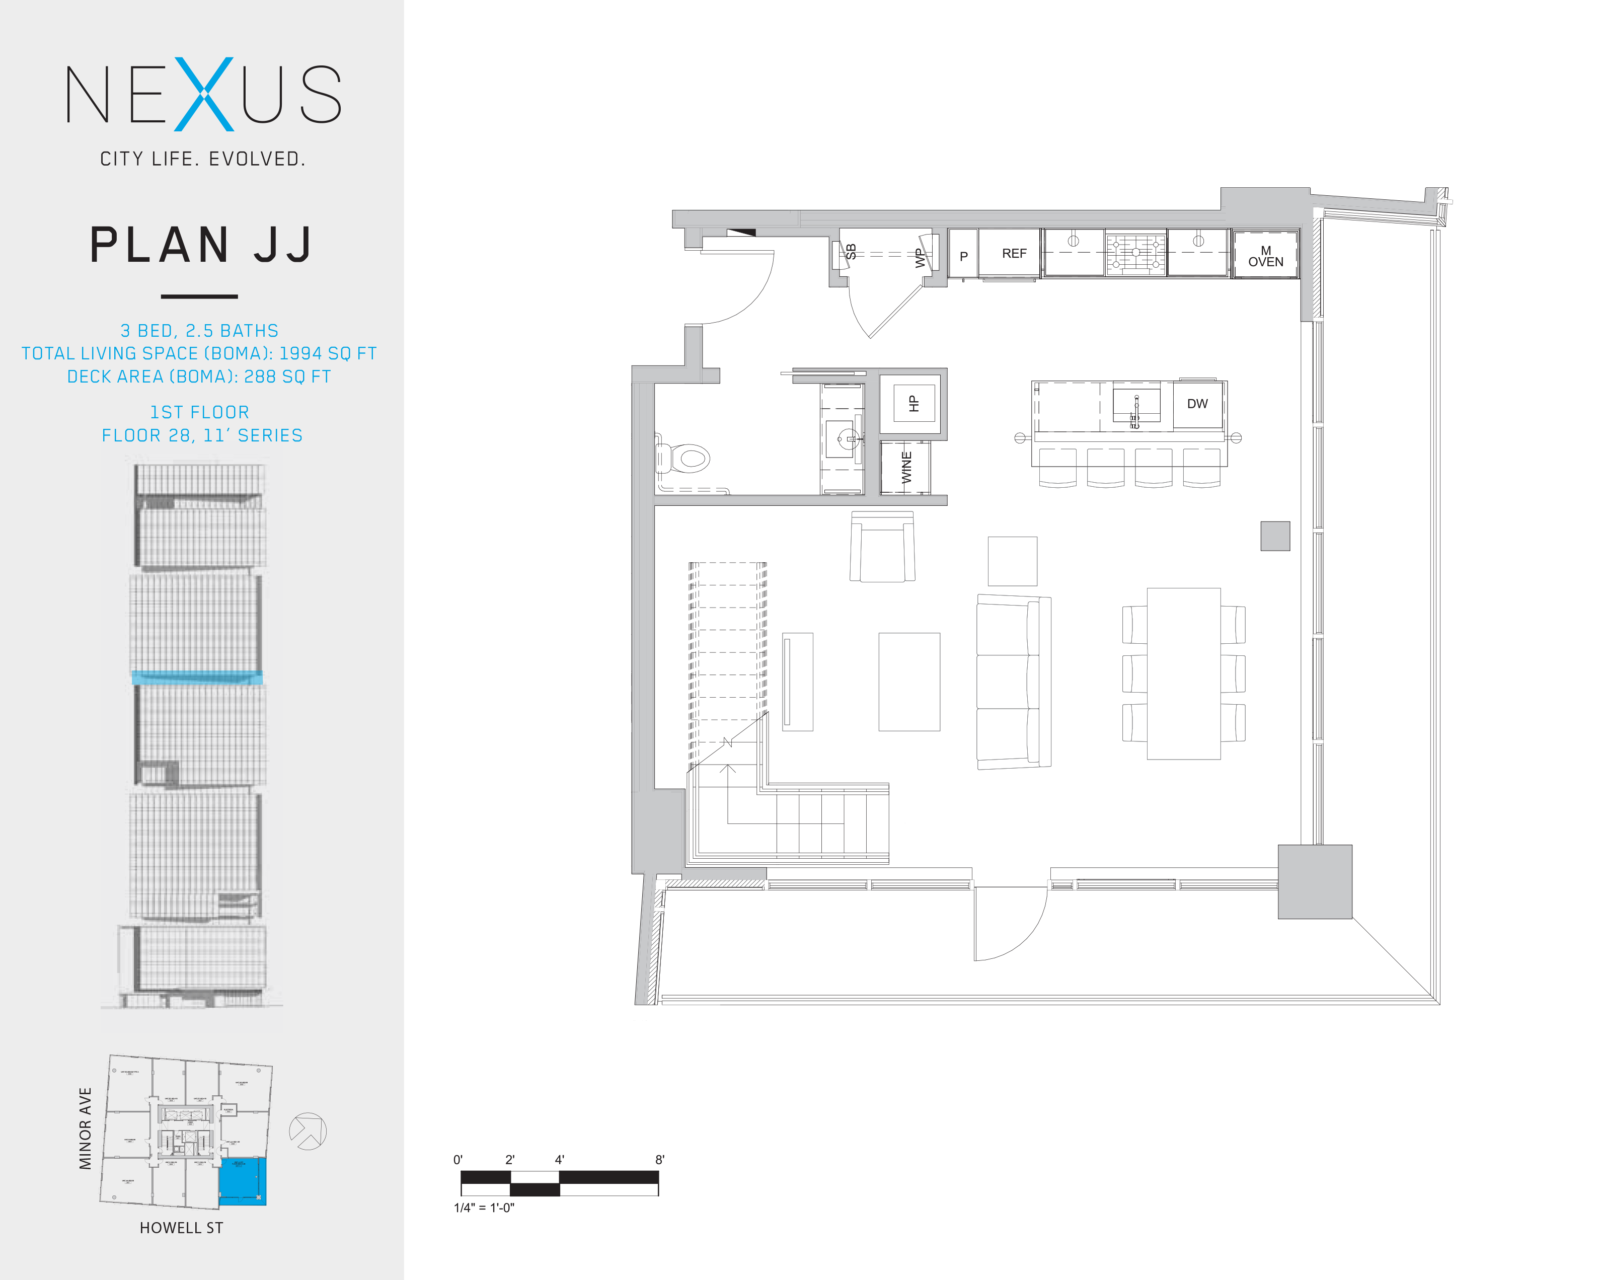 NEXUS
CITY LIFE. EVOLVED.
PLAN JJ
3 BED, 2.5 BATHS
TOTAL LIVING SPACE (BOMA): 1994 SQ FT
DECK AREA (BOMA): 288 SQ FT
1ST FLOOR
FLOOR 28, 11’ SERIES
MINOR AVE
HOWELL ST
SB
WP
P
REF
M
OVEN
HP
WINE
DW
N
0'
2'
4'
8'
1/4" = 1'-0"